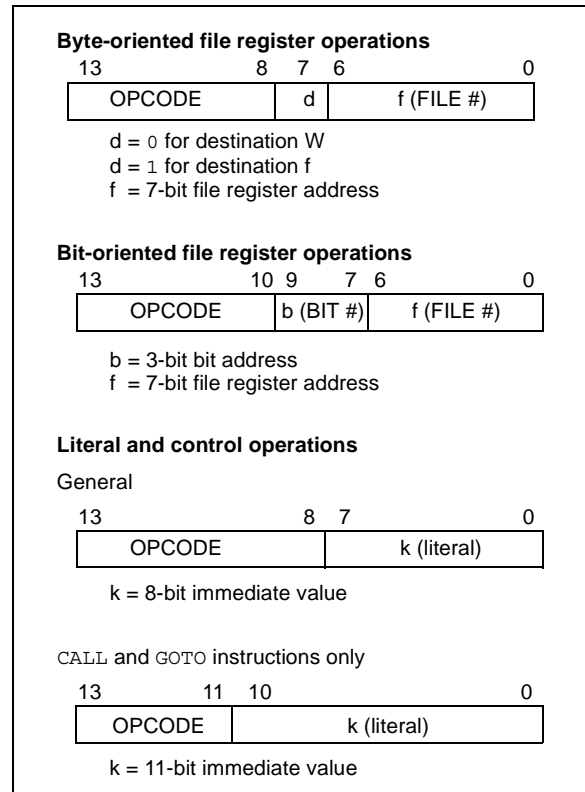 Byte-oriented file register operations
13 8 7 6 0
OPCODE d f (FILE #)
d = 0 for destination W
d = 1 for destination f
f = 7-bit file register address
Bit-oriented file register operations
13 10 9 7 6 0
OPCODE b (BIT #) f (FILE #)
b = 3-bit bit address
f = 7-bit file register address
Literal and control operations
General
13 8 7 0
OPCODE k (literal)
k = 8-bit immediate value
CALL and GOTO instructions only
13 11 10 0
OPCODE k (literal)
k = 11-bit immediate value